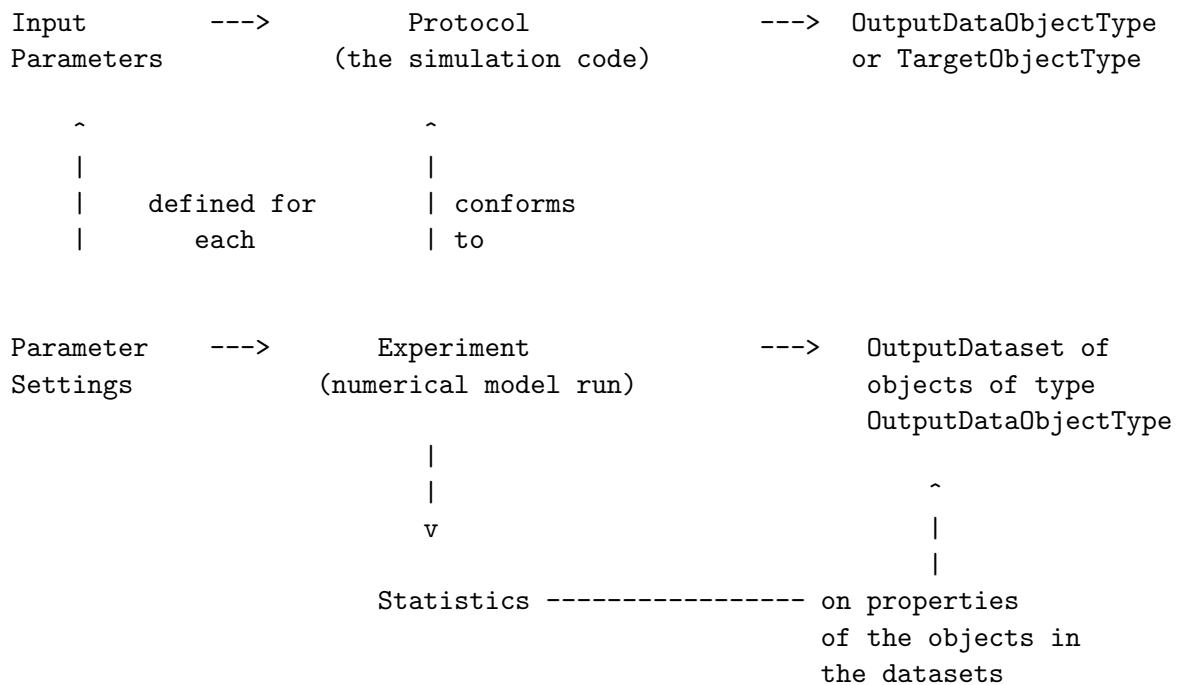 Input ---> Protocol ---> OutputDataObjectType
Parameters (the simulation code) or TargetObjectType
^ ^
| |
| defined for | conforms
| each | to
Parameter ---> Experiment ---> OutputDataset of
Settings (numerical model run) objects of type
OutputDataObjectType
|
| ^
v |
|
Statistics ----------------- on properties
of the objects in
the datasets